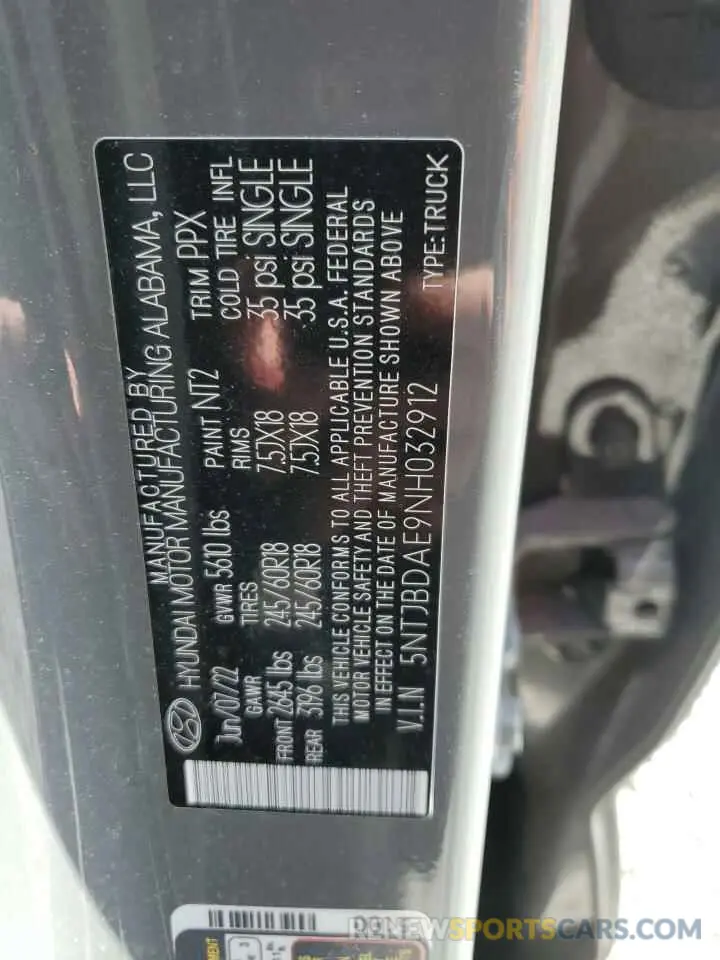 MANUFACTURED BY
HYUNDAI MOTOR MANUFACTURING ALABAMA, LLC
Jun/07/22 GVWR 5610 lbs PAINT NT2 TRIM PPX
GAWR TIRES RIMS COLD TIRE INFL
FRONT 2645 lbs 245/60R18 7.5JX18 35 psi SINGLE
REAR 3196 lbs 245/60R18 7.5JX18 35 psi SINGLE
THIS VEHICLE CONFORMS TO ALL APPLICABLE U.S.A. FEDERAL
MOTOR VEHICLE SAFETY AND THEFT PREVENTION STANDARDS
IN EFFECT ON THE DATE OF MANUFACTURE SHOWN ABOVE
V.I.N 5NTJBDAE9NH032912 TYPE:TRUCK
RENEWSPORTSCARS.COM